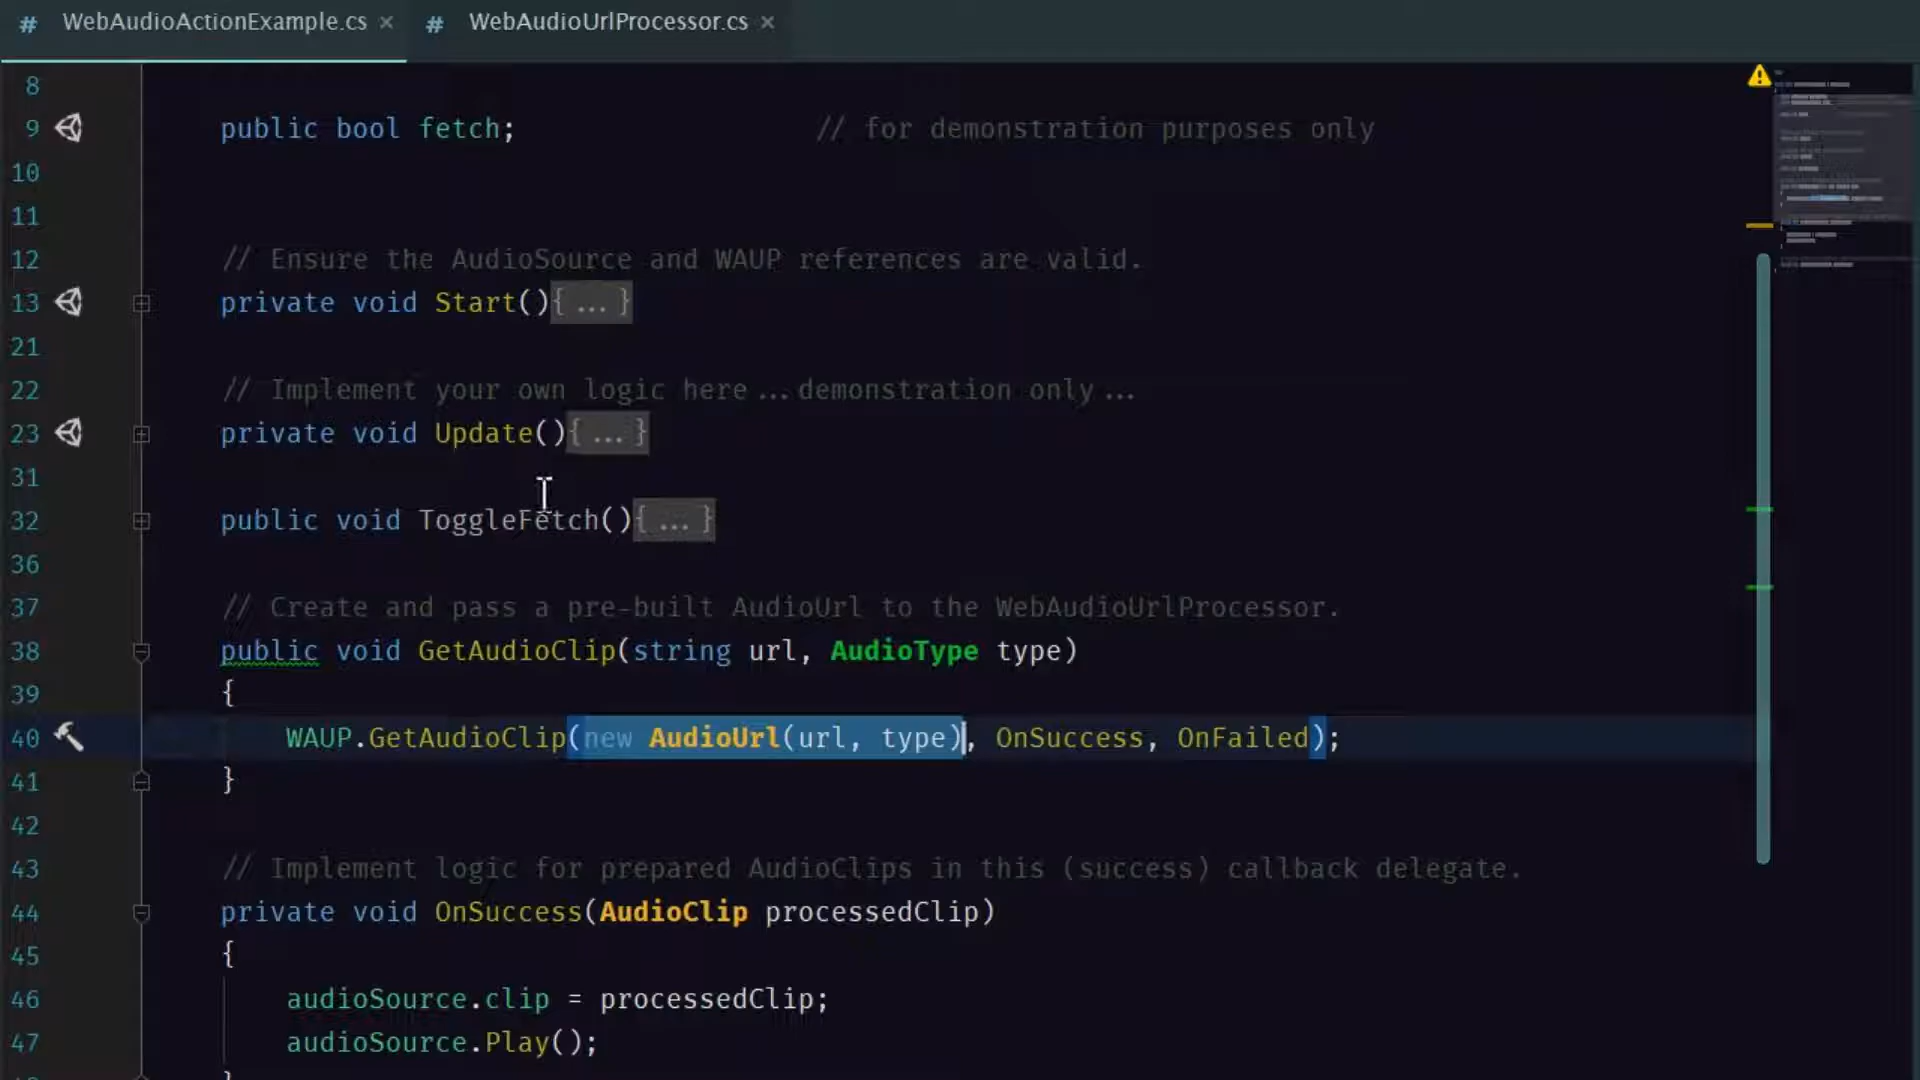 # WebAudioActionExample.cs × # WebAudioUrlProcessor.cs ×
8
9 public bool fetch; // for demonstration purposes only
10
11
12 // Ensure the AudioSource and WAUP references are valid.
13 private void Start(){ ... }
21
22 // Implement your own logic here ... demonstration only ...
23 private void Update(){ ... }
31
32 public void ToggleFetch(){ ... }
36
37 // Create and pass a pre-built AudioUrl to the WebAudioUrlProcessor.
38 public void GetAudioClip(string url, AudioType type)
39 {
40 WAUP.GetAudioClip(new AudioUrl(url, type), OnSuccess, OnFailed);
41 }
42
43 // Implement logic for prepared AudioClips in this (success) callback delegate.
44 private void OnSuccess(AudioClip processedClip)
45 {
46 audioSource.clip = processedClip;
47 audioSource.Play();